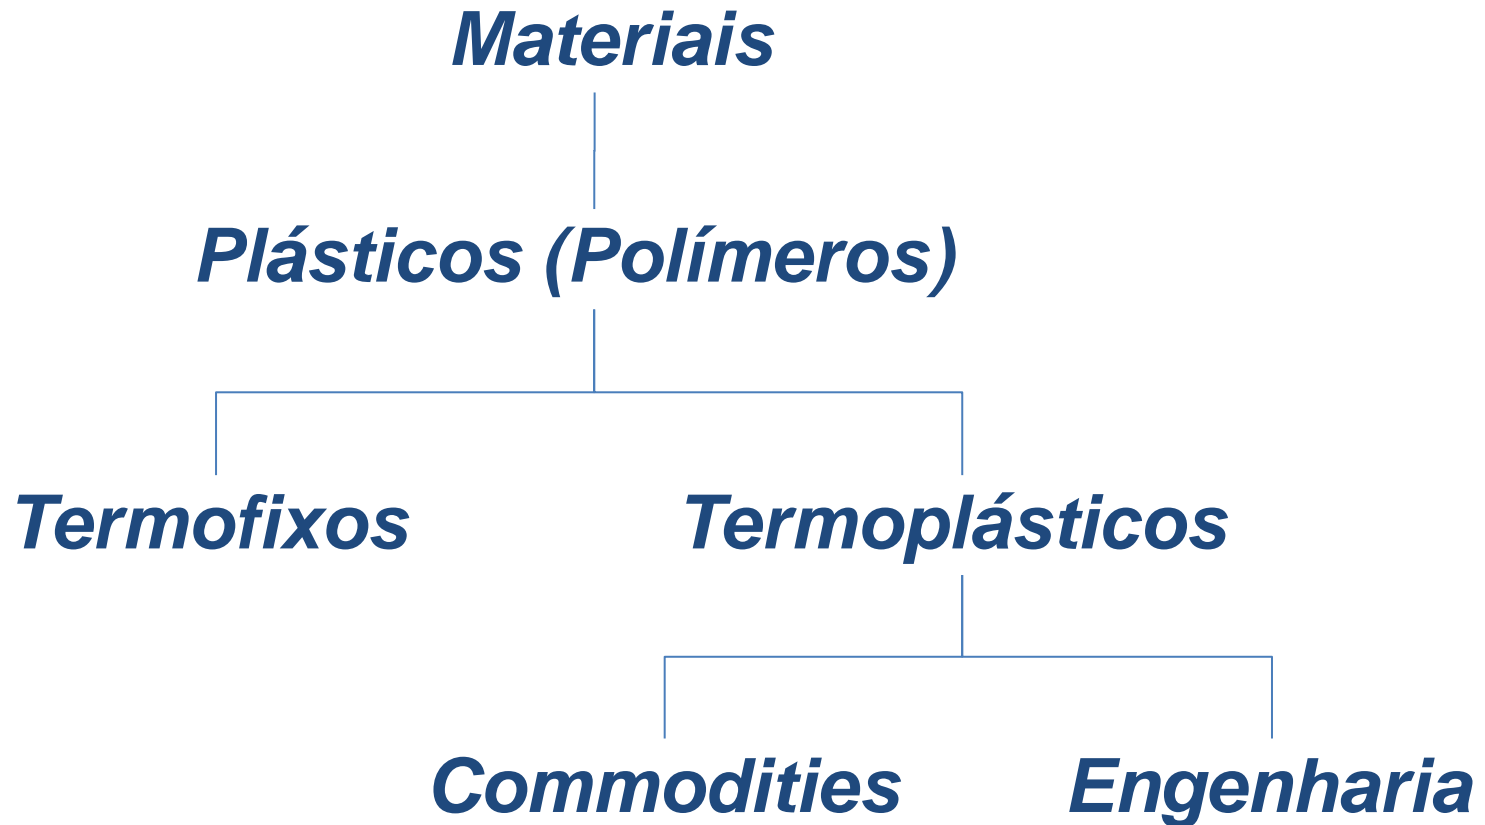 Materiais
Plásticos (Polímeros)
Termofixos Termoplásticos
Commodities Engenharia